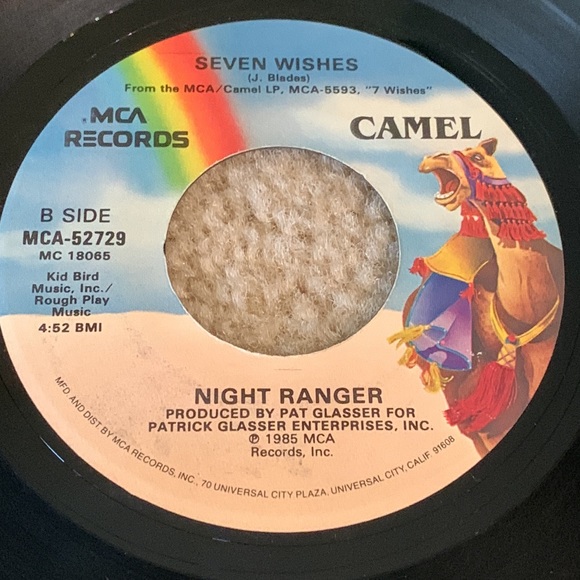 SEVEN WISHES
(J. Blades)
From the MCA/Camel LP, MCA-5593, "7 Wishes"
MCA
RECORDS
CAMEL
B SIDE
MCA-52729
MC 18065
Kid Bird
Music, Inc./
Rough Play
Music
4:52 BMI
NIGHT RANGER
PRODUCED BY PAT GLASSER FOR
PATRICK GLASSER ENTERPRISES, INC.
℗ 1985 MCA
Records, Inc.
MFD. AND DIST. BY MCA RECORDS, INC., 70 UNIVERSAL CITY PLAZA, UNIVERSAL CITY, CALIF. 91608